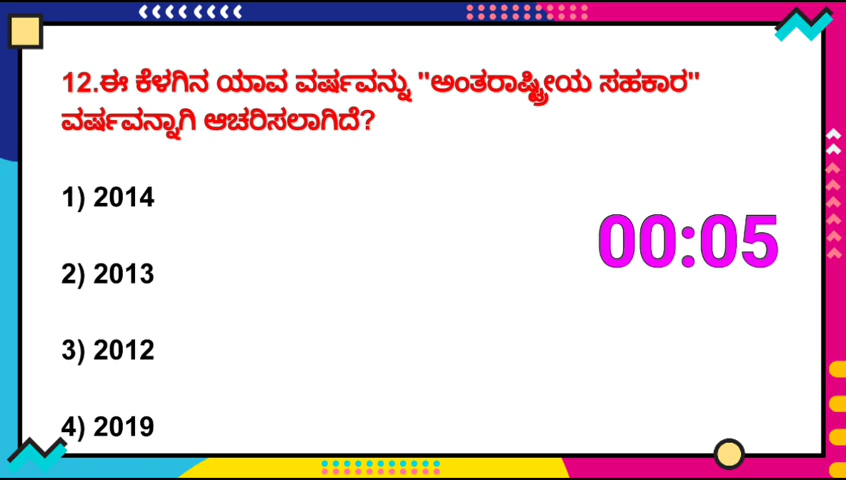 12.ಈ ಕೆಳಗಿನ ಯಾವ ವರ್ಷವನ್ನು "ಅಂತರಾಷ್ಟ್ರೀಯ ಸಹಕಾರ"
ವರ್ಷವನ್ನಾಗಿ ಆಚರಿಸಲಾಗಿದೆ?
1) 2014
00:05
2) 2013
3) 2012
4) 2019